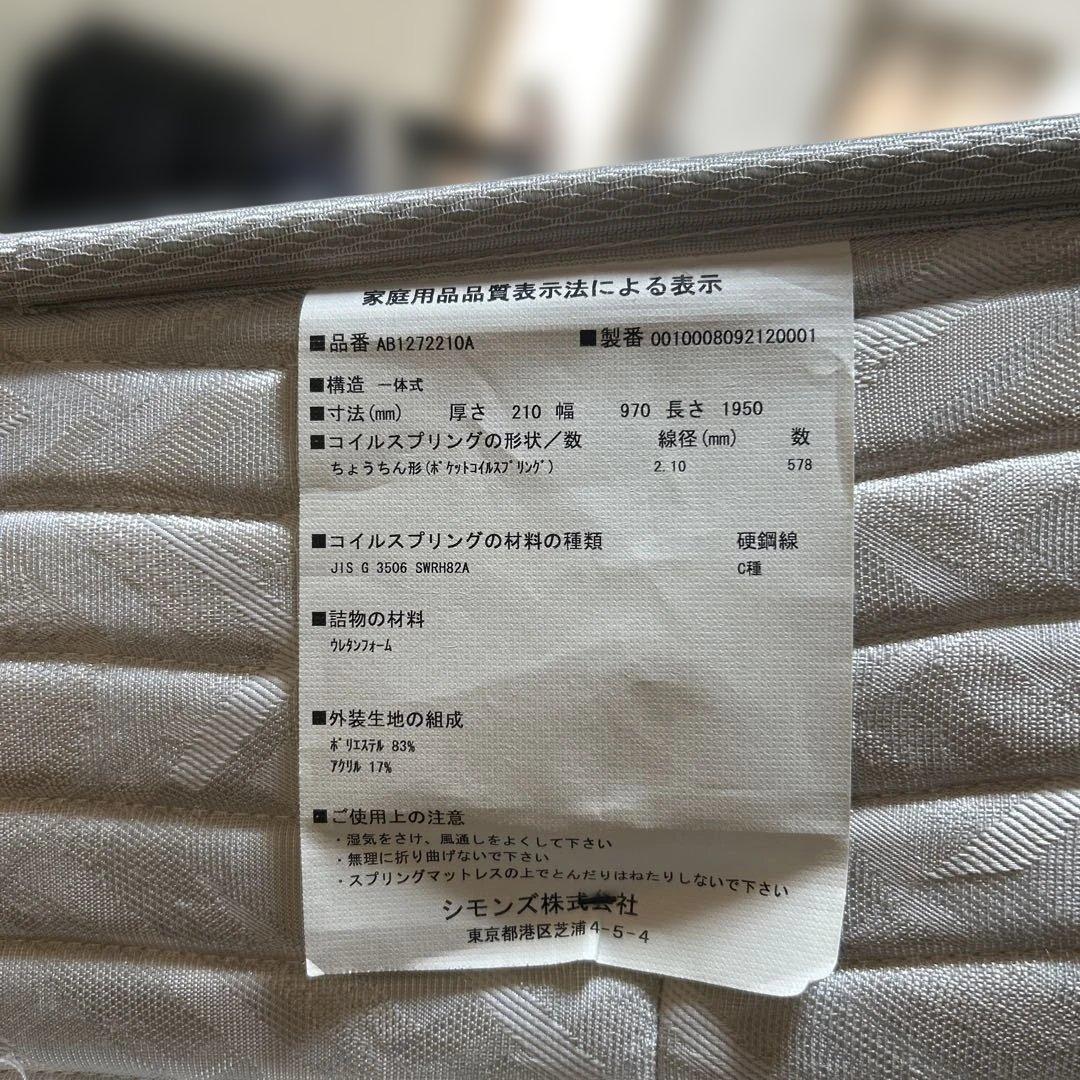 家庭用品品質表示法による表示
■品番 AB1272210A ■製番 0010008092120001
■構造 一体式
■寸法(mm) 厚さ 210 幅 970 長さ 1950
■コイルスプリングの形状/数 線径(mm) 数
ちょうちん形(ポケットコイルスプリング) 2.10 578
■コイルスプリングの材料の種類 硬鋼線
JIS G 3506 SWRH82A C種
■詰物の材料
ウレタンフォーム
■外装生地の組成
ポリエステル 83%
アクリル 17%
■ご使用上の注意
・湿気をさけ、風通しをよくして下さい
・無理に折り曲げないで下さい
・スプリングマットレスの上でとんだりはねたりしないで下さい
シモンズ株式会社
東京都港区芝浦4-5-4